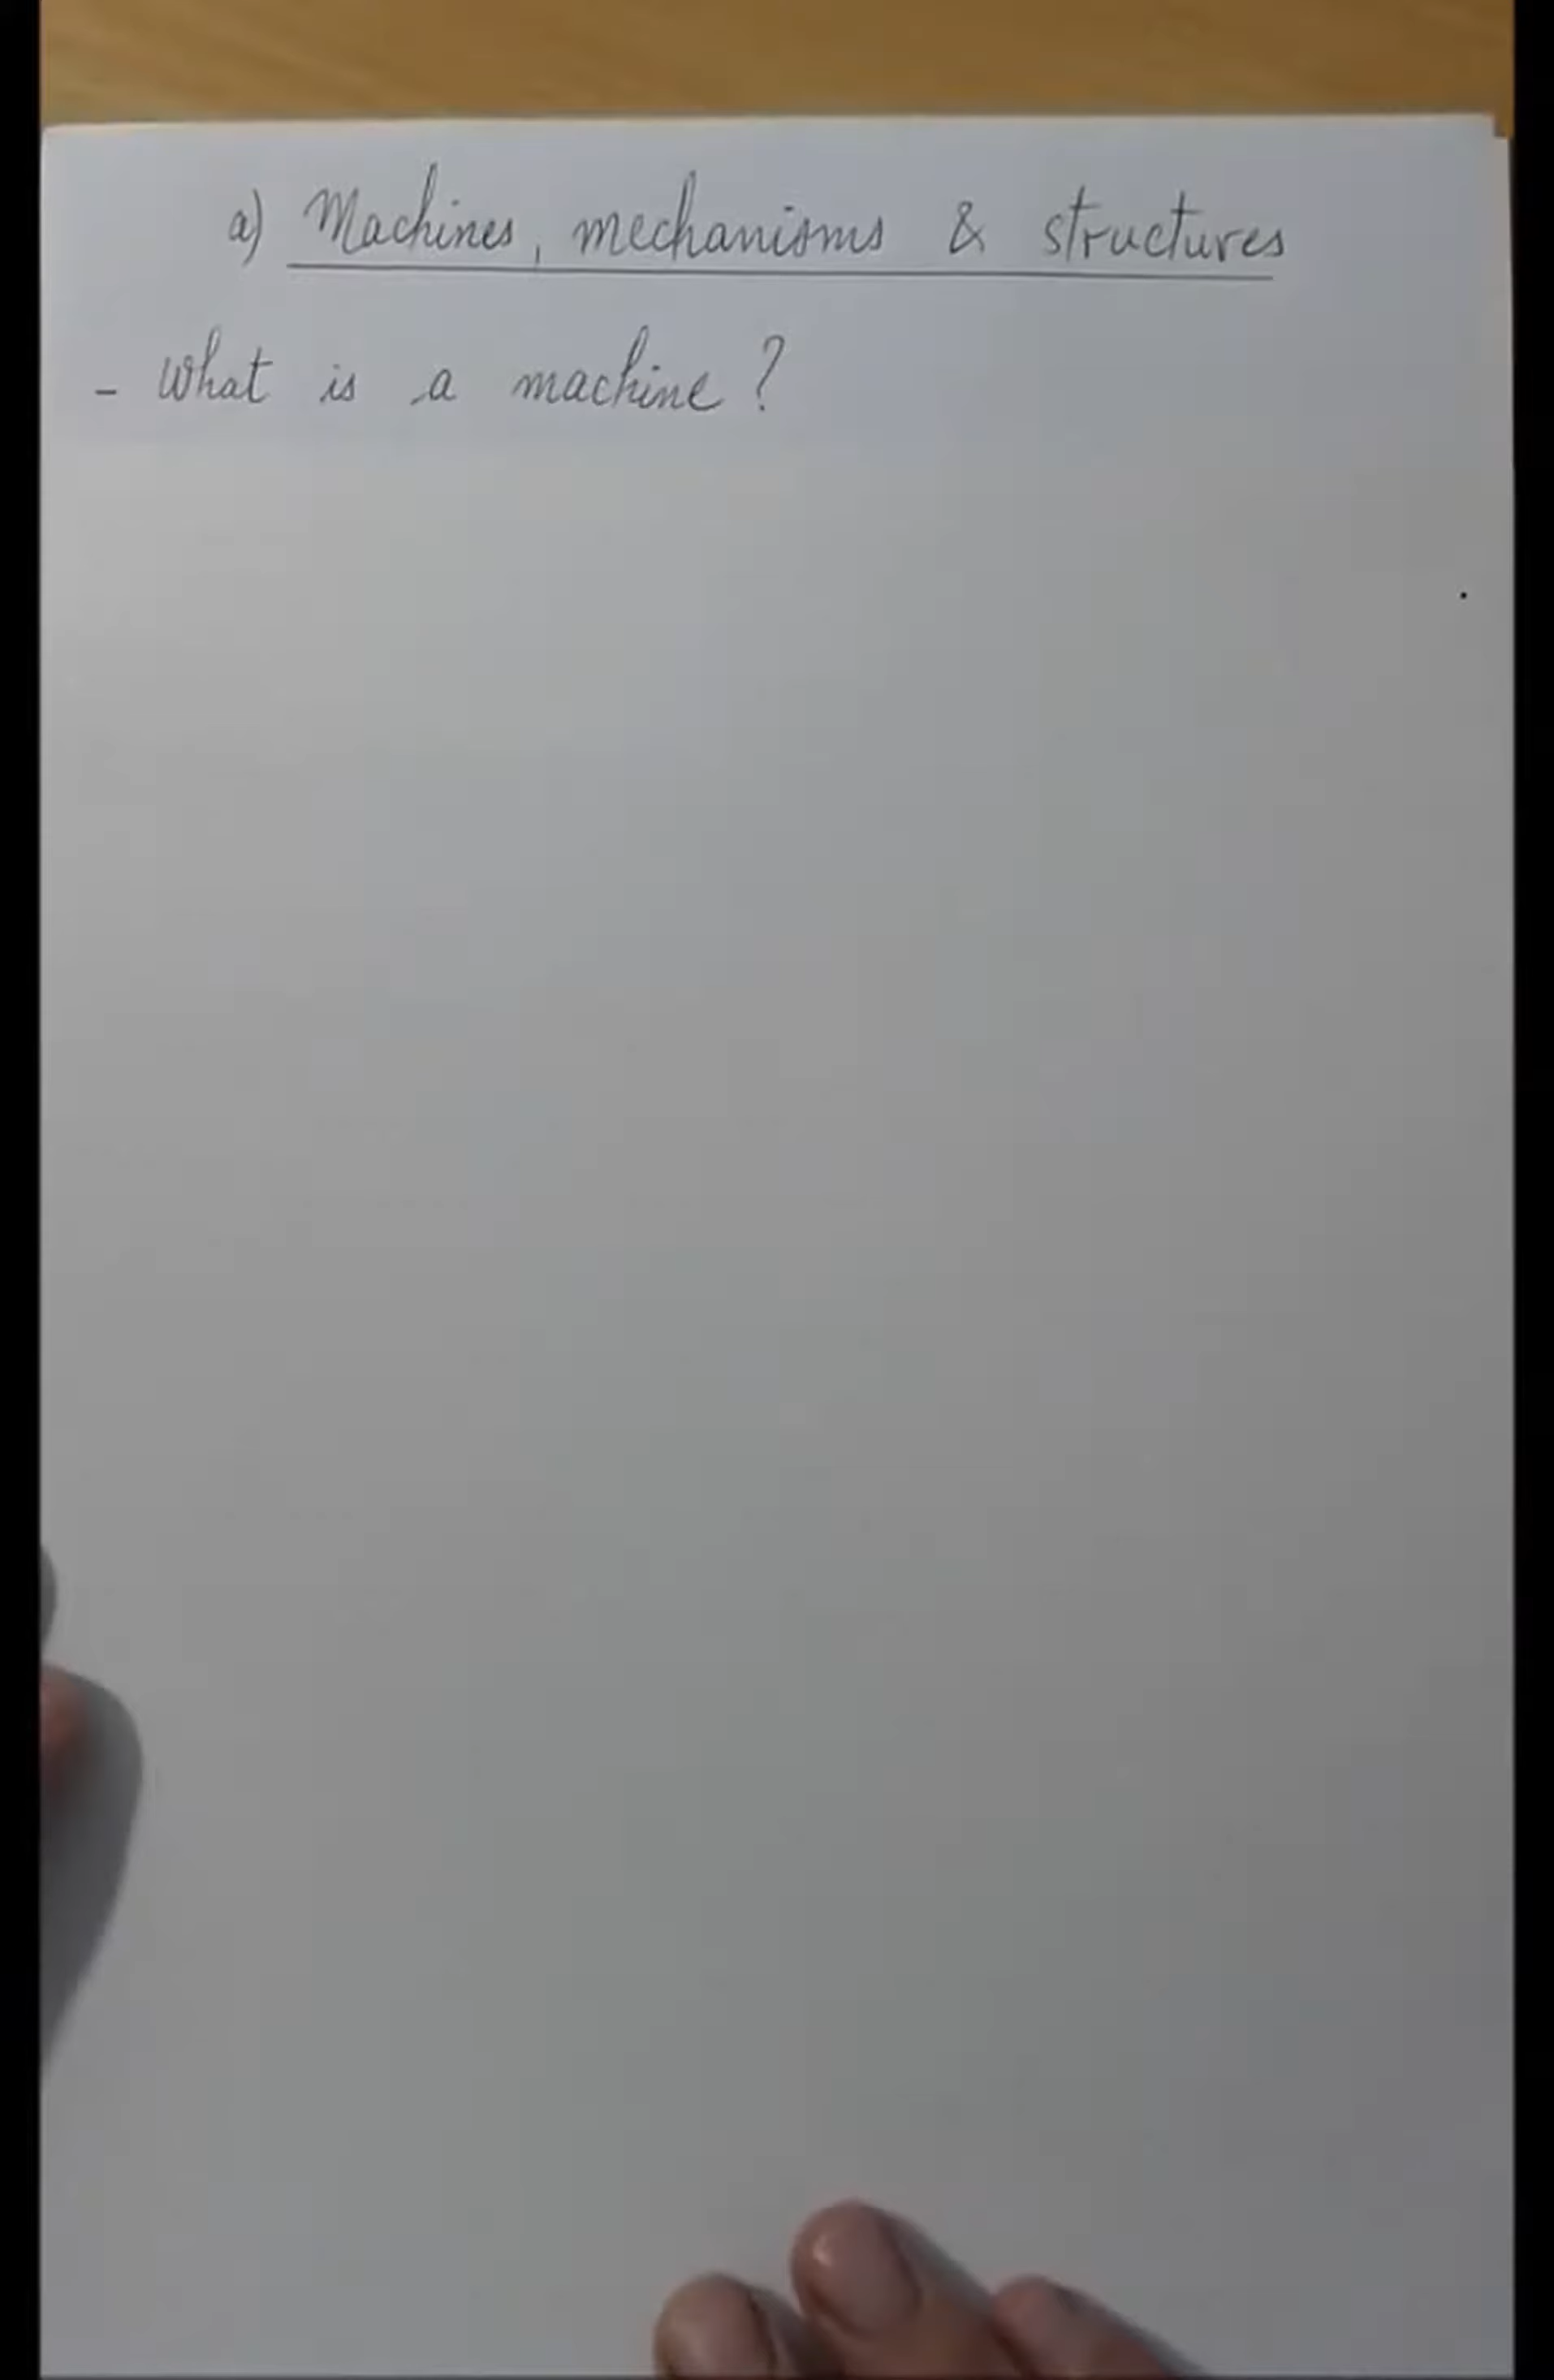 a) Machines, mechanisms & structures
- What is a machine?